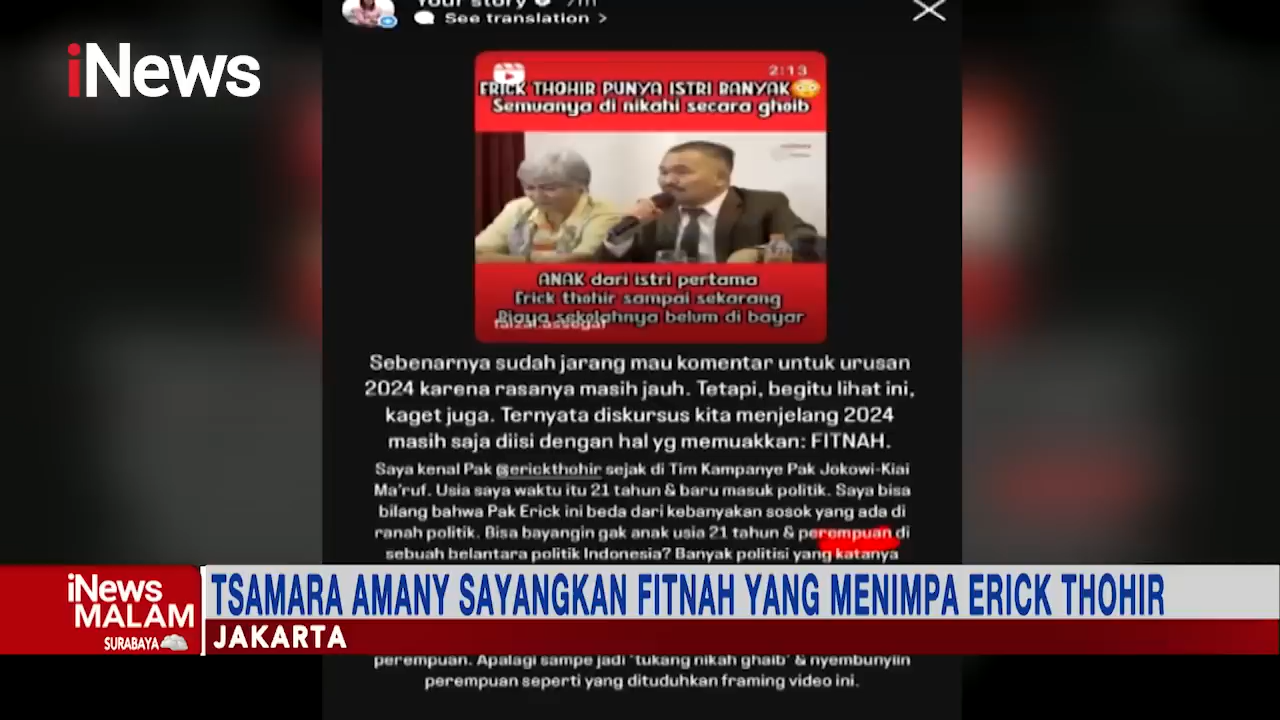 Your story 7m
See translation >
iNews
2:13
ERICK THOHIR PUNYA ISTRI BANYAK
Semuanya di nikahi secara ghoib
ANAK dari istri pertama
Erick thohir sampai sekarang
Biaya sekolahnya belum di bayar
faizal.assegaf
Sebenarnya sudah jarang mau komentar untuk urusan
2024 karena rasanya masih jauh. Tetapi, begitu lihat ini,
kaget juga. Ternyata diskursus kita menjelang 2024
masih saja diisi dengan hal yg memuakkan: FITNAH.
Saya kenal Pak @erickthohir sejak di Tim Kampanye Pak Jokowi-Kiai
Ma'ruf. Usia saya waktu itu 21 tahun & baru masuk politik. Saya bisa
bilang bahwa Pak Erick ini beda dari kebanyakan sosok yang ada di
ranah politik. Bisa bayangin gak anak usia 21 tahun & perempuan di
sebuah belantara politik Indonesia? Banyak politisi yang katanya
iNews
MALAM
SURABAYA
TSAMARA AMANY SAYANGKAN FITNAH YANG MENIMPA ERICK THOHIR
JAKARTA
perempuan. Apalagi sampe jadi "tukang nikah ghaib" & nyembunyiin
perempuan seperti yang dituduhkan framing video ini.